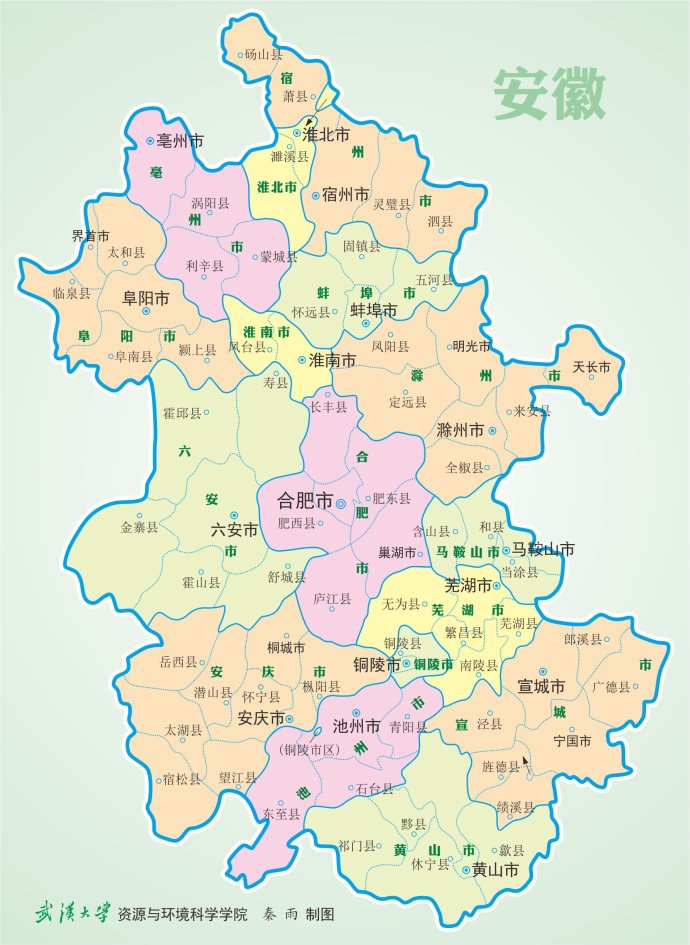 安徽
砀山县
宿
萧县
淮北市
亳州市
濉溪县
州
亳
淮北市
宿州市
灵璧县
市
涡阳县
州
泗县
界首市
太和县
市
蒙城县
固镇县
利辛县
五河县
临泉县
阜阳市
蚌埠市
怀远县
蚌埠市
阜阳市
淮南市
凤台县
颍上县
阜南县
淮南市
凤阳县
明光市
天长市
滁州市
寿县
定远县
长丰县
霍邱县
来安县
滁州市
六
合
全椒县
安
合肥市
肥东县
肥
肥西县
金寨县
六安市
含山县
和县
市
巢湖市
马鞍山市
马鞍山市
霍山县
舒城县
市
当涂县
芜湖市
庐江县
无为县
芜湖市
芜湖县
繁昌县
郎溪县
桐城市
铜陵县
岳西县
安庆市
铜陵市
铜陵市
南陵县
市
潜山县
怀宁县
枞阳县
宣城市
广德县
安庆市
池州市
市
青阳县
宣
泾县
城
太湖县
(铜陵市区)
州
宁国市
宿松县
望江县
池
石台县
旌德县
东至县
绩溪县
黟县
祁门县
黄山市
歙县
休宁县
黄山市
武汉大学 资源与环境科学学院 秦雨 制图